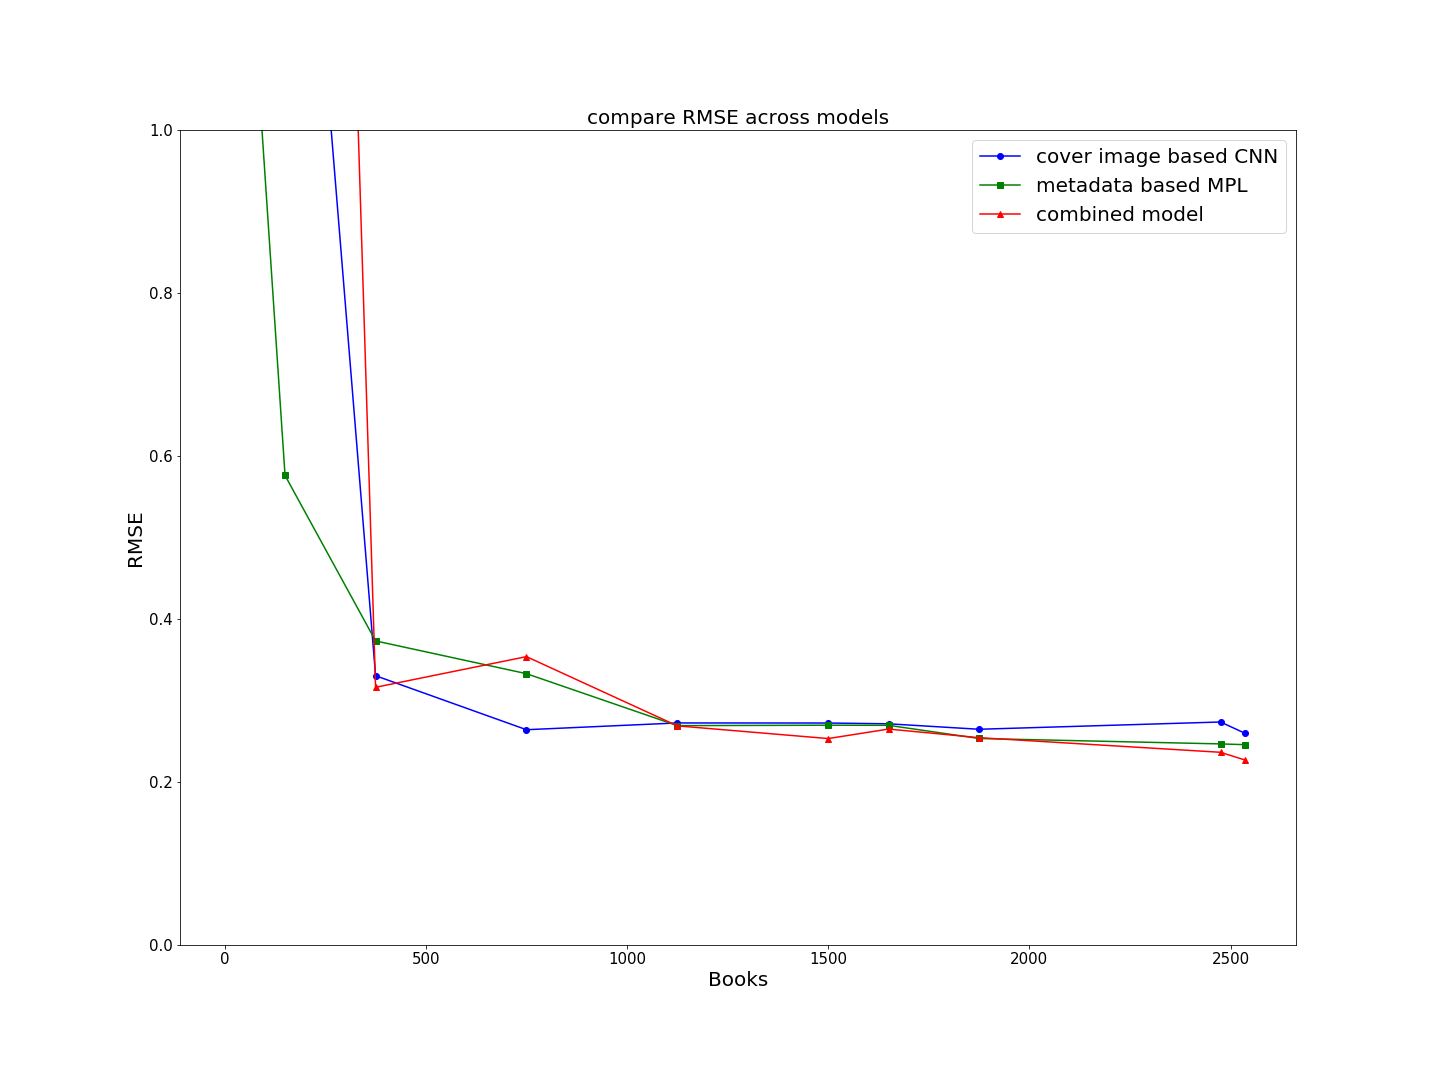 compare RMSE across models
cover image based CNN
metadata based MPL
combined model
1.0
0.8
0.6
0.4
0.2
0.0
RMSE
0 500 1000 1500 2000 2500
Books